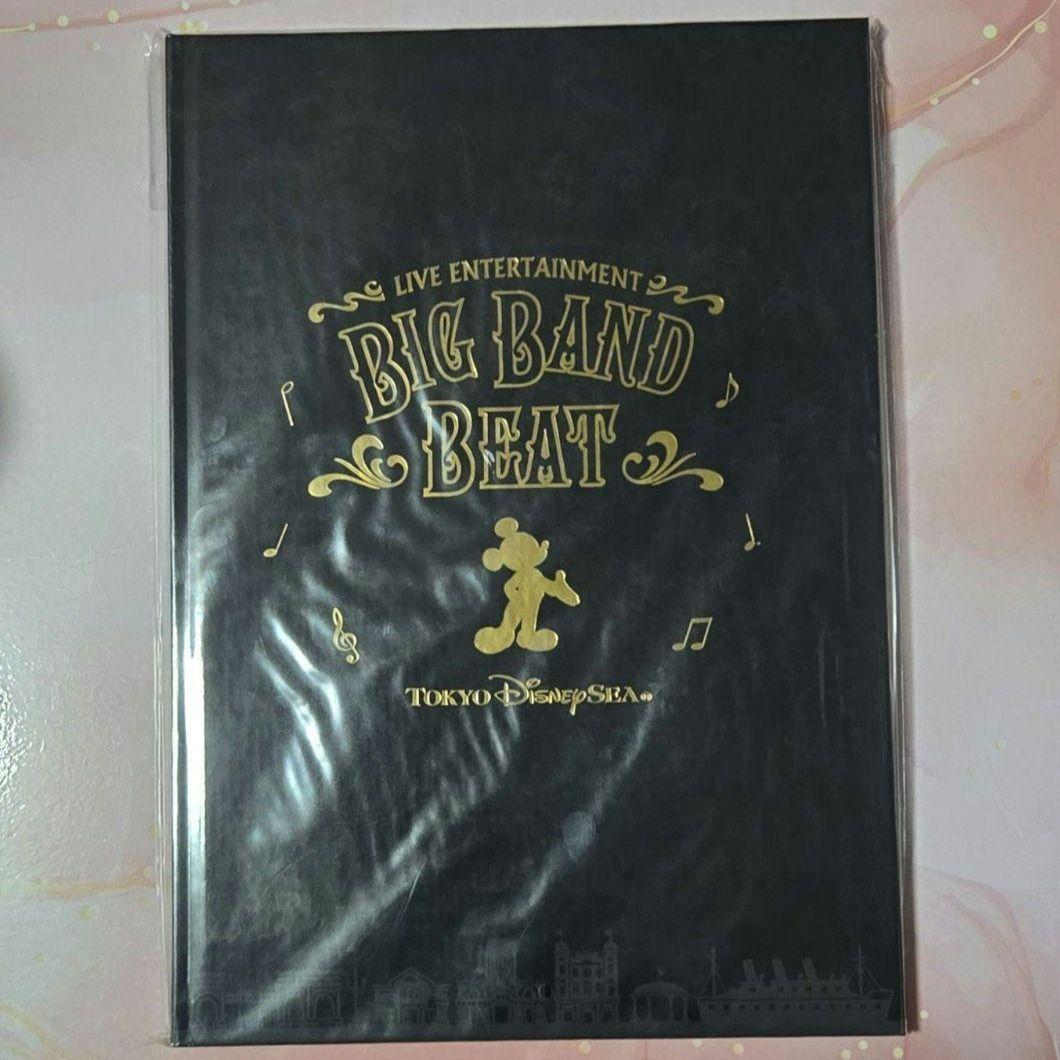 LIVE ENTERTAINMENT
BIG BAND
BEAT
TOKYO DISNEYSEA